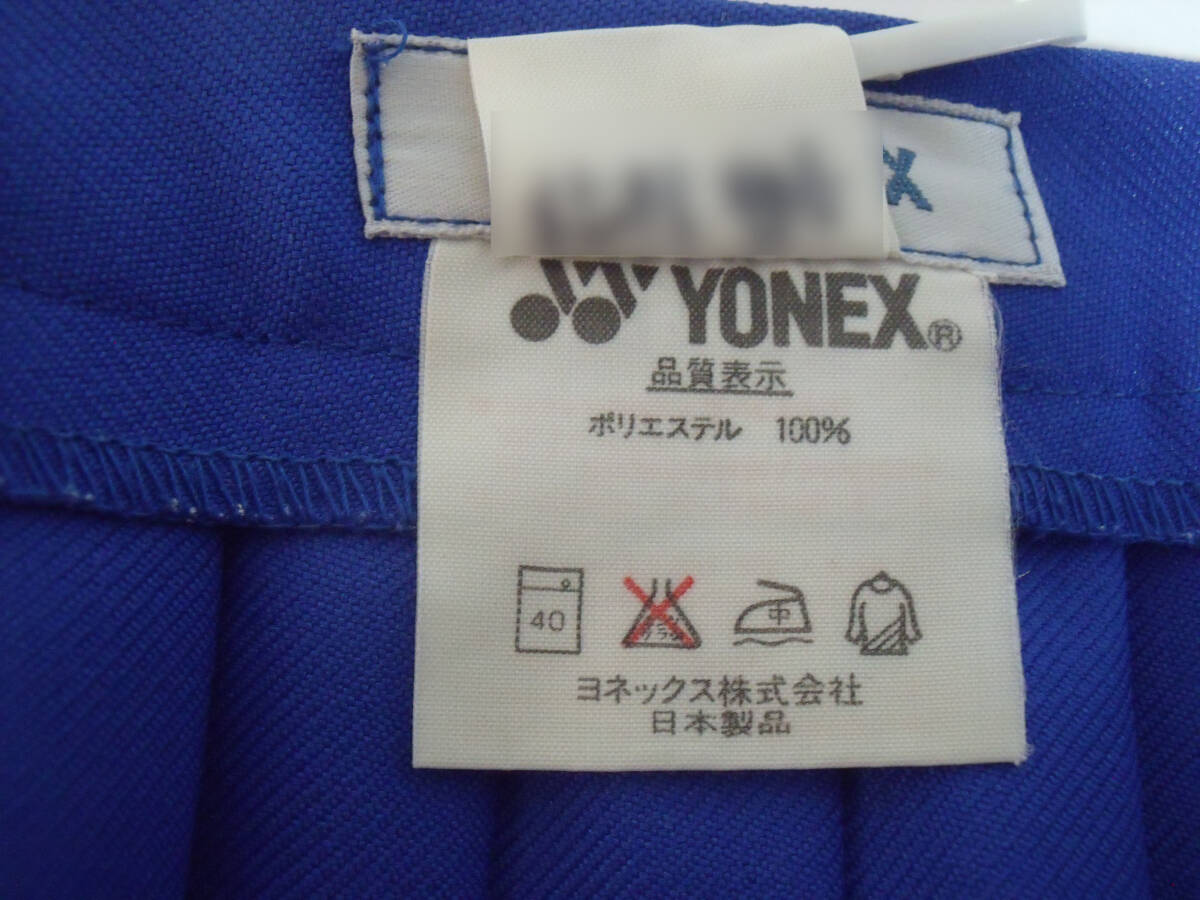 X
YONEX®
品質表示
ポリエステル 100%
40 中
ヨネックス株式会社
日本製品